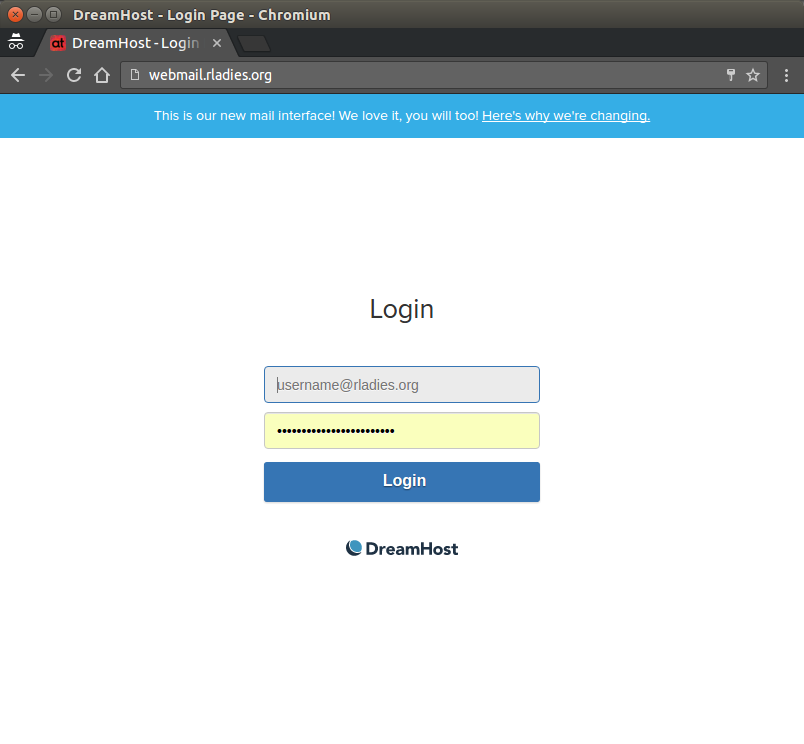 DreamHost - Login Page - Chromium
DreamHost - Login
webmail.rladies.org
This is our new mail interface! We love it, you will too! Here's why we're changing.
Login
username@rladies.org
••••••••••••••••••••••••
Login
DreamHost